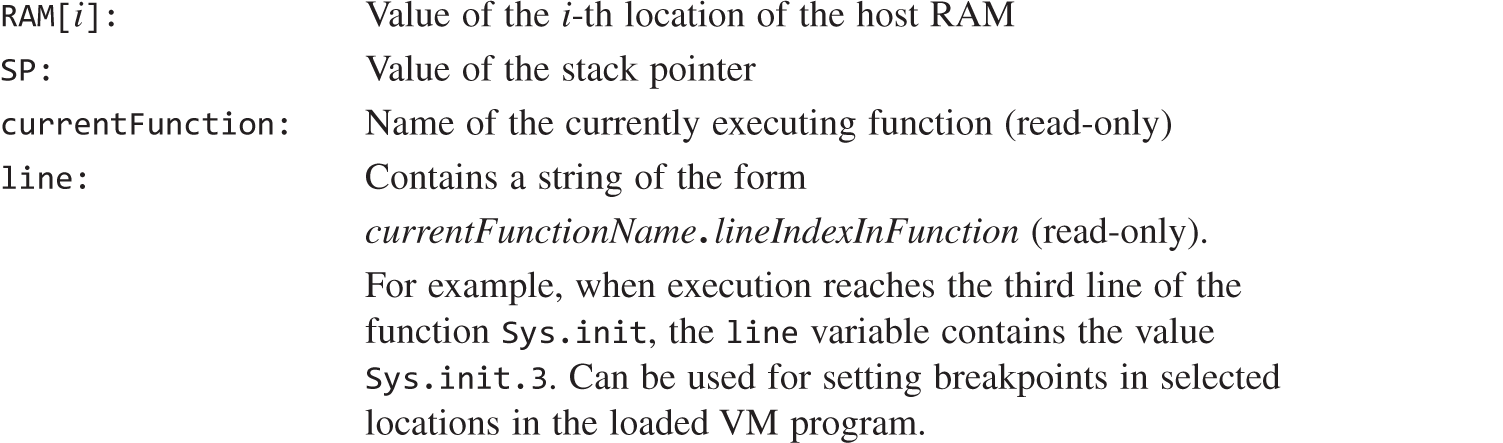 RAM[i]: Value of the i-th location of the host RAM
SP: Value of the stack pointer
currentFunction: Name of the currently executing function (read-only)
line: Contains a string of the form
currentFunctionName.lineIndexInFunction (read-only).
For example, when execution reaches the third line of the
function Sys.init, the line variable contains the value
Sys.init.3. Can be used for setting breakpoints in selected
locations in the loaded VM program.